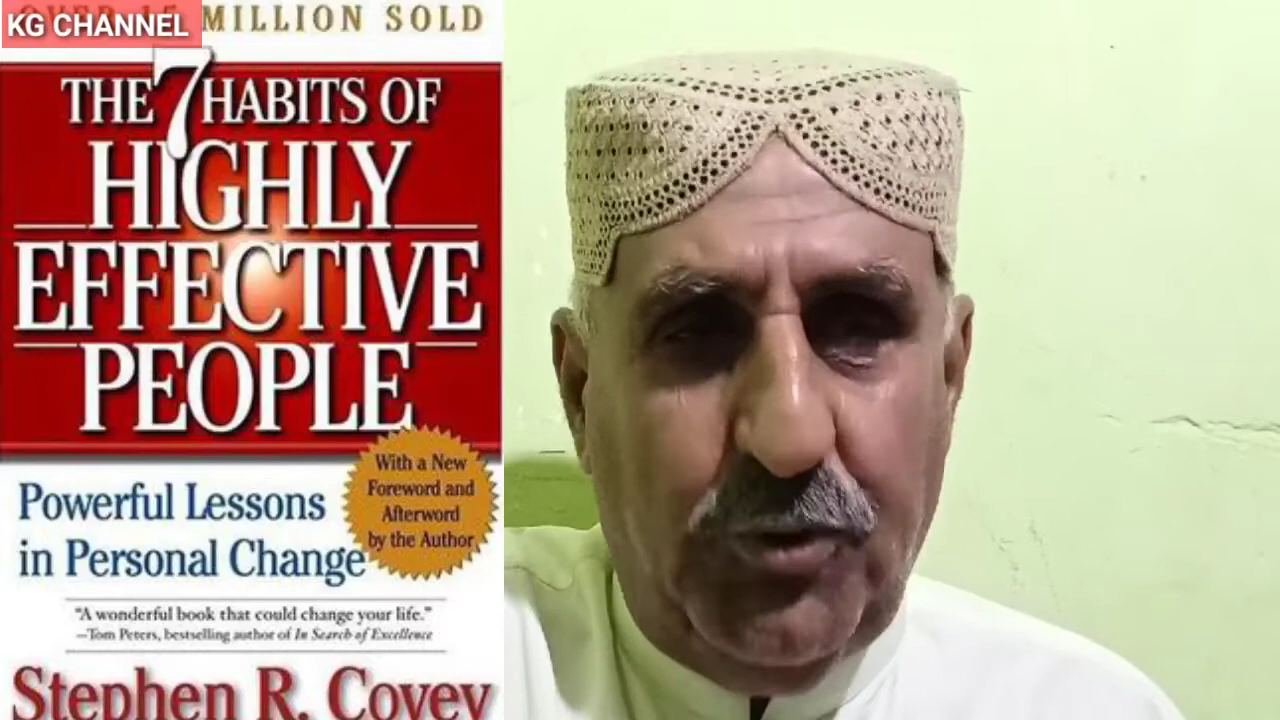 KG CHANNEL
MILLION SOLD
THE 7 HABITS OF
HIGHLY
EFFECTIVE
PEOPLE
With a New
Foreword and
Afterword
by the Author
Powerful Lessons
in Personal Change
"A wonderful book that could change your life."
—Tom Peters, bestselling author of In Search of Excellence
Stephen R. Covey